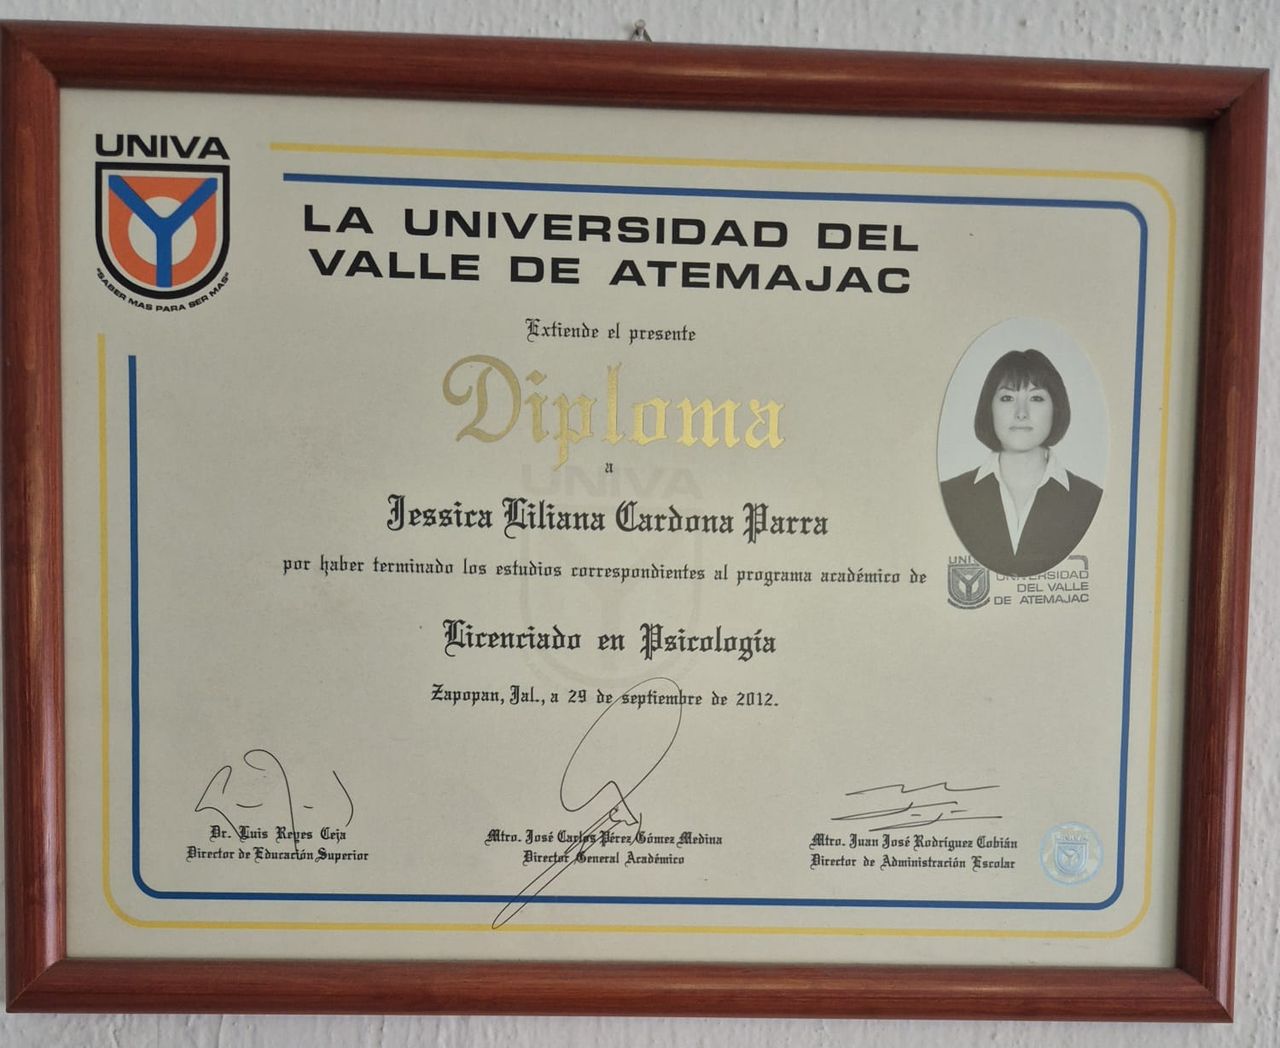 UNIVA
"SABER MAS PARA SER MAS"
LA UNIVERSIDAD DEL
VALLE DE ATEMAJAC
Extiende el presente
Diploma
a
UNIVA
Jessica Liliana Cardona Parra
por haber terminado los estudios correspondientes al programa académico de
UNI
UNIVERSIDAD
DEL VALLE
DE ATEMAJAC
Licenciado en Psicología
Zapopan, Jal., a 29 de septiembre de 2012.
Dr. Luis Reyes Ceja
Director de Educación Superior
Mtro. José Carlos Pérez Gómez Medina
Director General Académico
Mtro. Juan José Rodríguez Cobián
Director de Administración Escolar